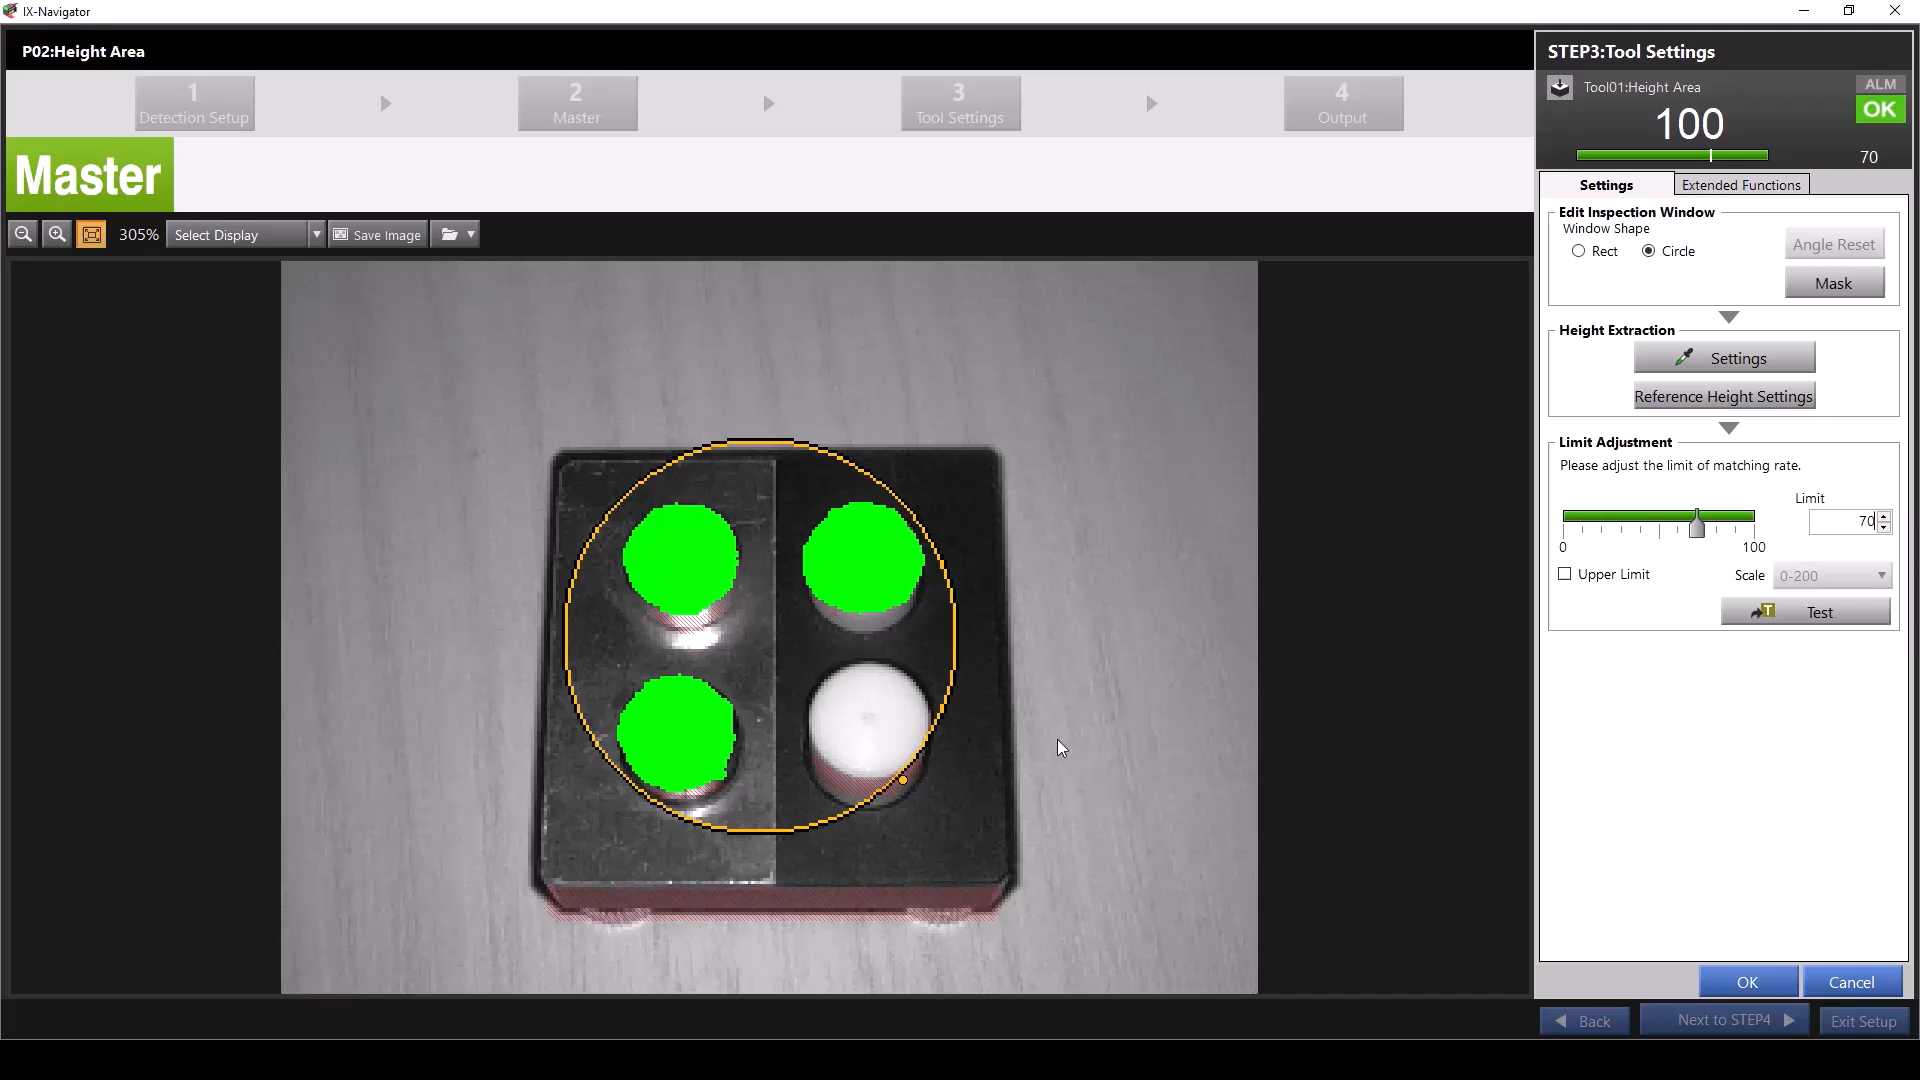 IX-Navigator
P02:Height Area
1
Detection Setup
2
Master
3
Tool Settings
4
Output
Master
305%
Select Display
Save Image
STEP3:Tool Settings
Tool01:Height Area
ALM
OK
100
70
Settings
Extended Functions
Edit Inspection Window
Window Shape
Rect
Circle
Angle Reset
Mask
Height Extraction
Settings
Reference Height Settings
Limit Adjustment
Please adjust the limit of matching rate.
Limit
70
0
100
Upper Limit
Scale
0-200
T
Test
OK
Cancel
Back
Next to STEP4
Exit Setup